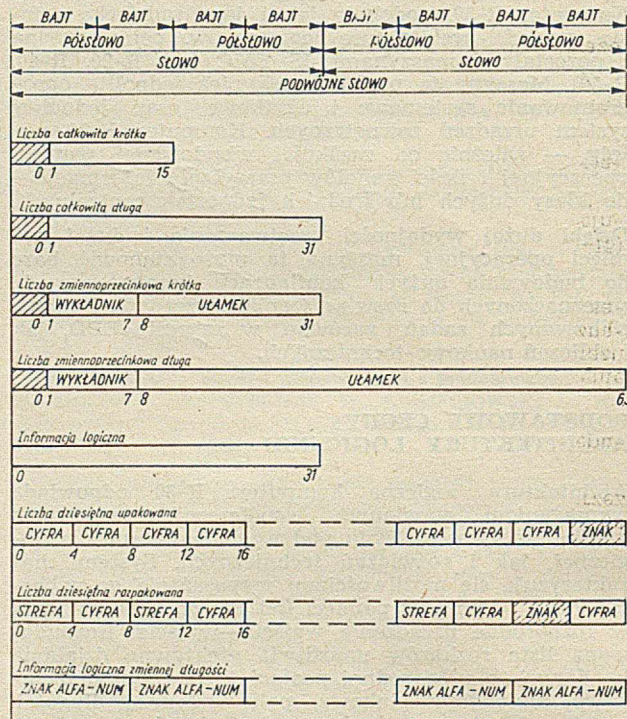 BAJT BAJT BAJT BAJT BAJT BAJT BAJT BAJT
PÓŁSŁOWO PÓŁSŁOWO PÓŁSŁOWO PÓŁSŁOWO
SŁOWO SŁOWO
PODWÓJNE SŁOWO
Liczba całkowita krótka
0 1 15
Liczba całkowita długa
0 1 31
Liczba zmiennoprzecinkowa krótka
WYKŁADNIK UŁAMEK
0 1 7 8 31
Liczba zmiennoprzecinkowa długa
WYKŁADNIK UŁAMEK
0 1 7 8 63
Informacja logiczna
0 31
Liczba dziesiętna upakowana
CYFRA CYFRA CYFRA CYFRA CYFRA CYFRA CYFRA ZNAK
0 4 8 12 16
Liczba dziesiętna rozpakowana
STREFA CYFRA STREFA CYFRA STREFA CYFRA ZNAK CYFRA
0 4 8 12 16
Informacja logiczna zmiennej długości
ZNAK ALFA-NUM ZNAK ALFA-NUM ZNAK ALFA-NUM ZNAK ALFA-NUM